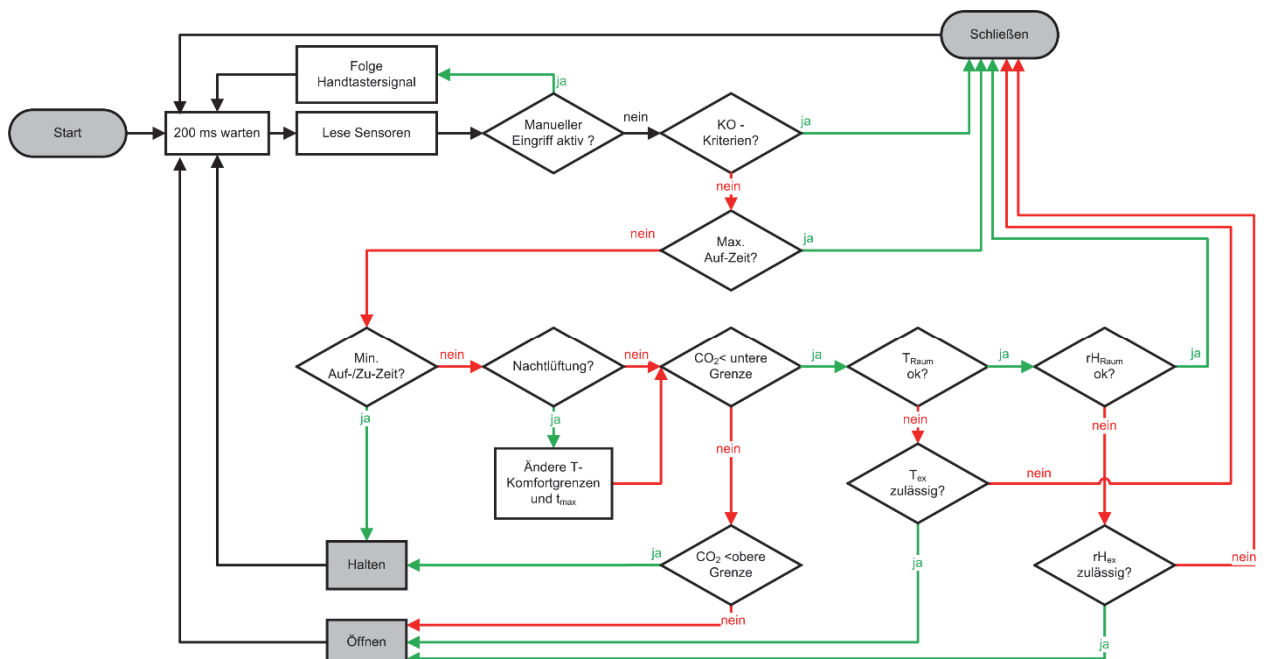 Schließen
Folge
Handtastersignal
ja
Start
200 ms warten
Lese Sensoren
Manueller
Eingriff aktiv ?
nein
KO -
Kriterien?
ja
nein
nein
Max.
Auf-Zeit?
ja
Min.
Auf-/Zu-Zeit?
nein
Nachtlüftung?
nein
CO₂< untere
Grenze
ja
T_Raum
ok?
ja
rH_Raum
ok?
ja
ja
ja
nein
nein
nein
Ändere T-
Komfortgrenzen
und t_max
T_ex
zulässig?
nein
Halten
ja
CO₂ <obere
Grenze
ja
rH_ex
zulässig?
nein
nein
Öffnen
ja